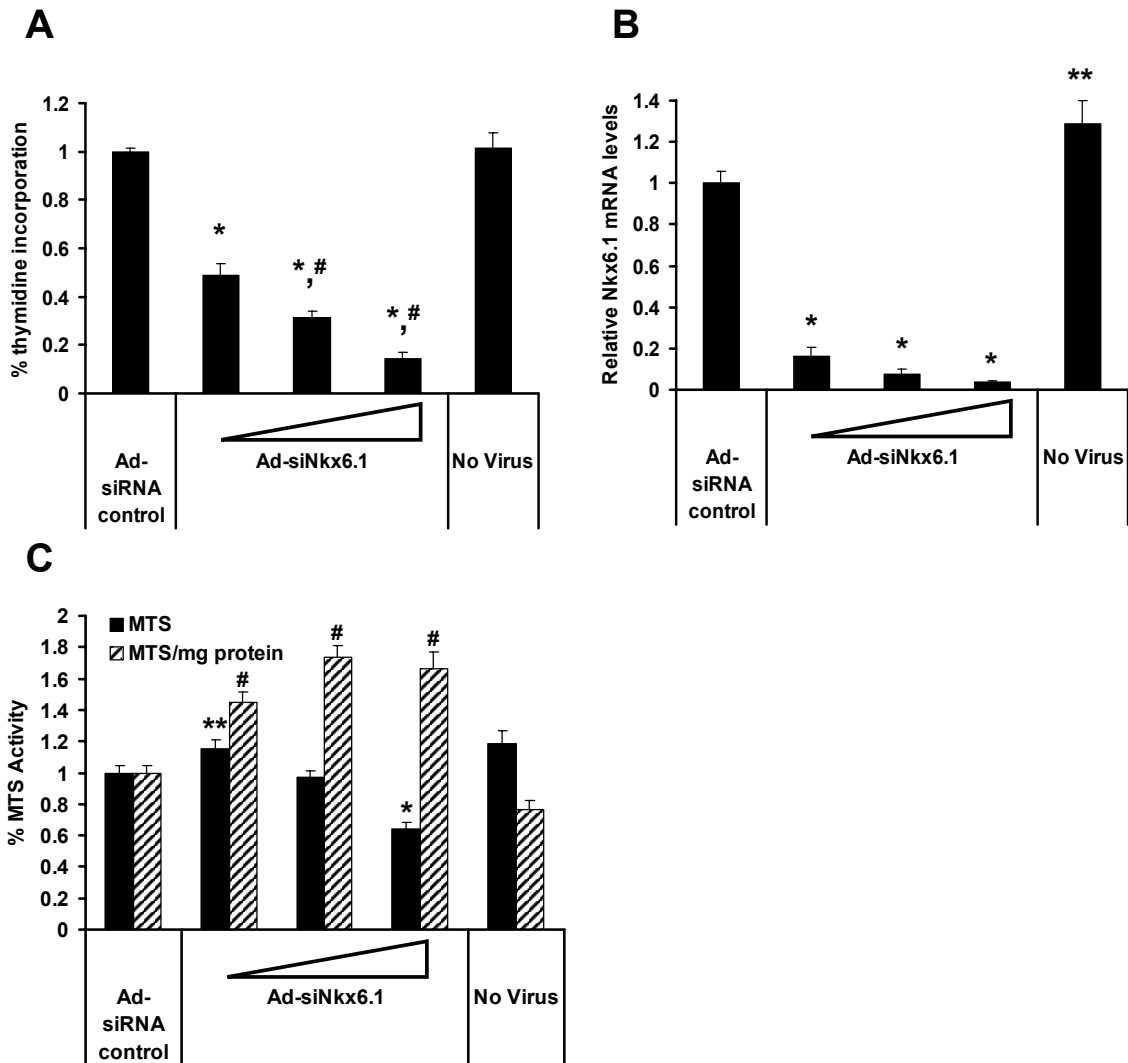 A
% thymidine incorporation
1.2
1
0.8
0.6
0.4
0.2
0
*
*,#
*,#
Ad-
siRNA
control
Ad-siNkx6.1
No Virus
B
Relative Nkx6.1 mRNA levels
1.4
1.2
1
0.8
0.6
0.4
0.2
0
*
*
*
**
Ad-
siRNA
control
Ad-siNkx6.1
No Virus
C
% MTS Activity
2
1.8
1.6
1.4
1.2
1
0.8
0.6
0.4
0.2
0
MTS
MTS/mg protein
**
#
#
*
#
Ad-
siRNA
control
Ad-siNkx6.1
No Virus